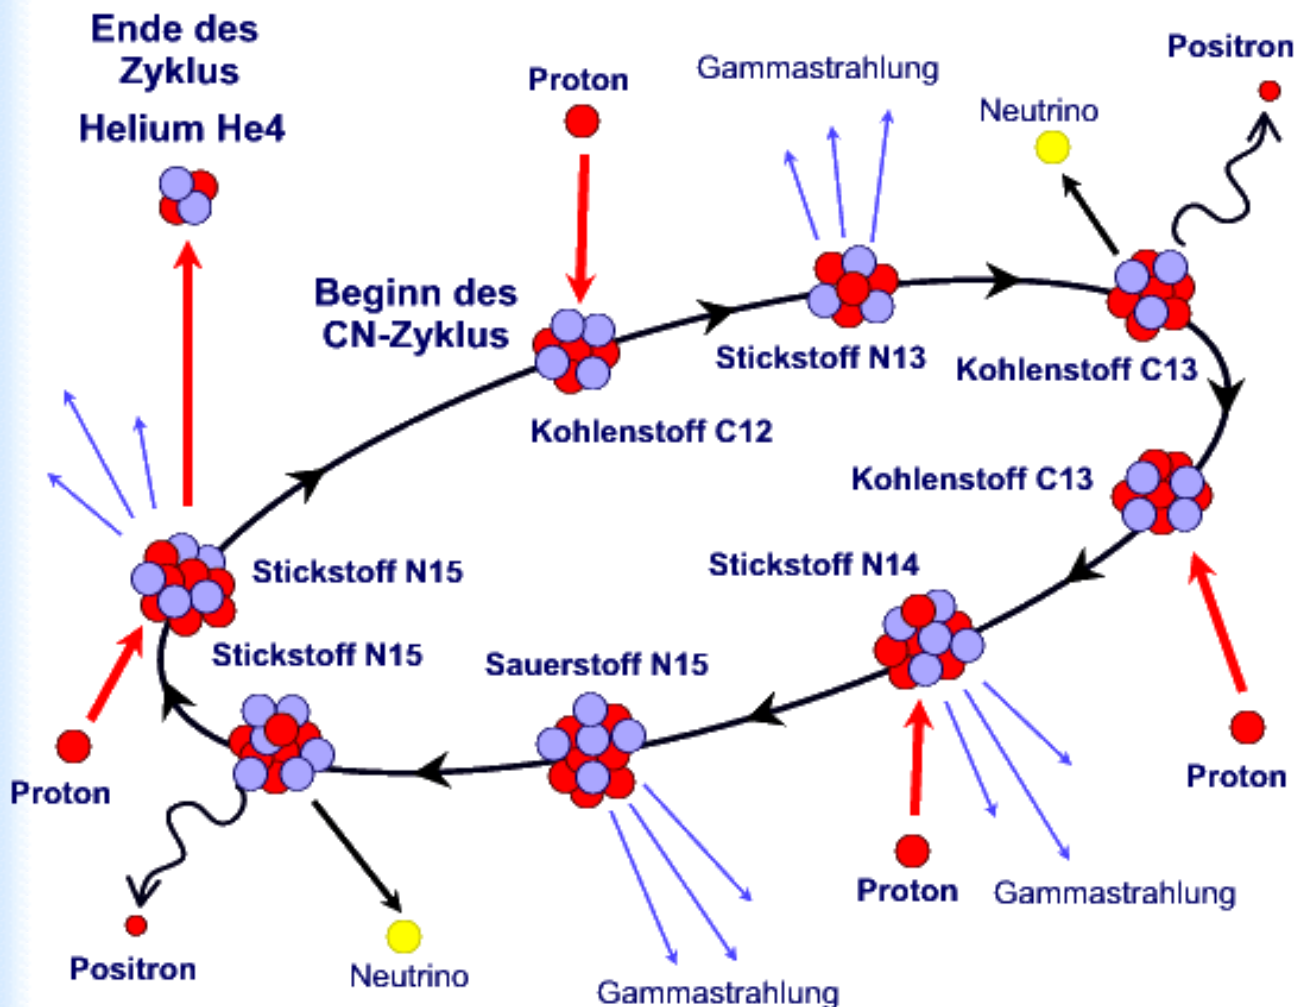 Ende des
Zyklus
Helium He4
Proton
Gammastrahlung
Positron
Neutrino
Beginn des
CN-Zyklus
Stickstoff N13
Kohlenstoff C13
Kohlenstoff C12
Kohlenstoff C13
Stickstoff N15
Stickstoff N14
Stickstoff N15
Sauerstoff N15
Proton
Proton
Proton
Gammastrahlung
Positron
Neutrino
Gammastrahlung